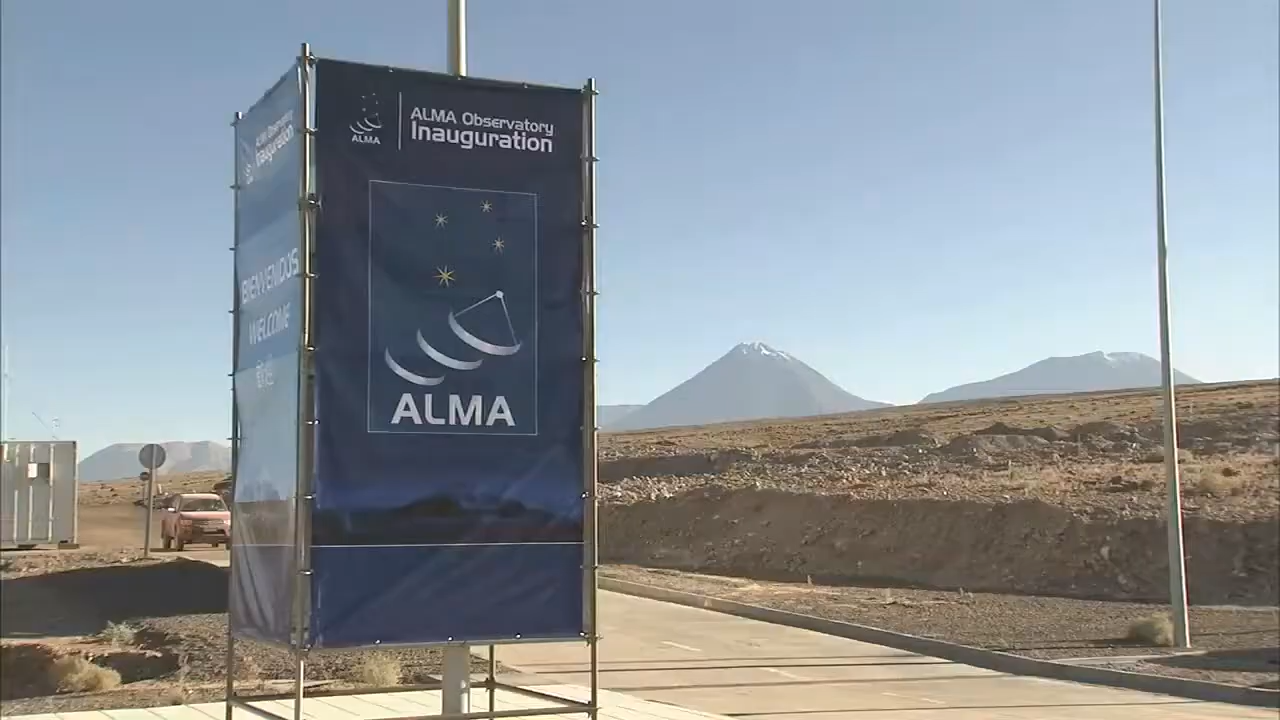 ALMA
ALMA Observatory
Inauguration
ALMA
ALMA Observatory
Inauguration
BIENVENIDOS
WELCOME